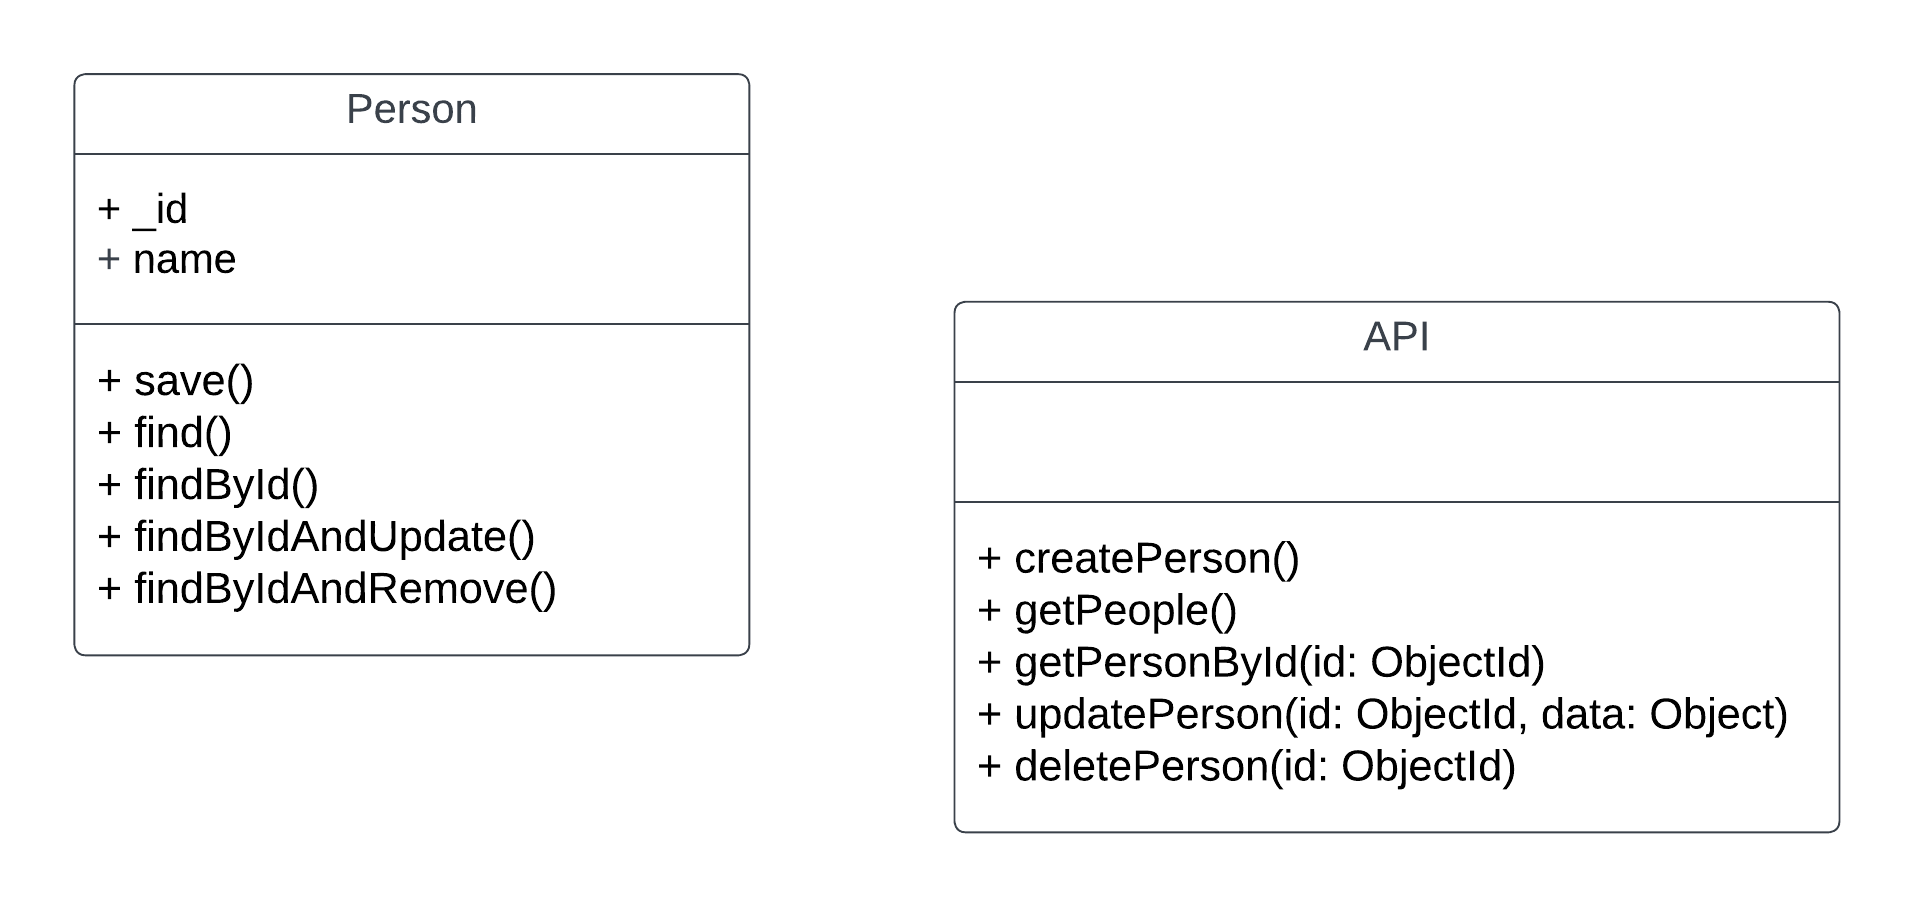 Person
+ _id
+ name
+ save()
+ find()
+ findById()
+ findByIdAndUpdate()
+ findByIdAndRemove()
API
+ createPerson()
+ getPeople()
+ getPersonById(id: ObjectId)
+ updatePerson(id: ObjectId, data: Object)
+ deletePerson(id: ObjectId)